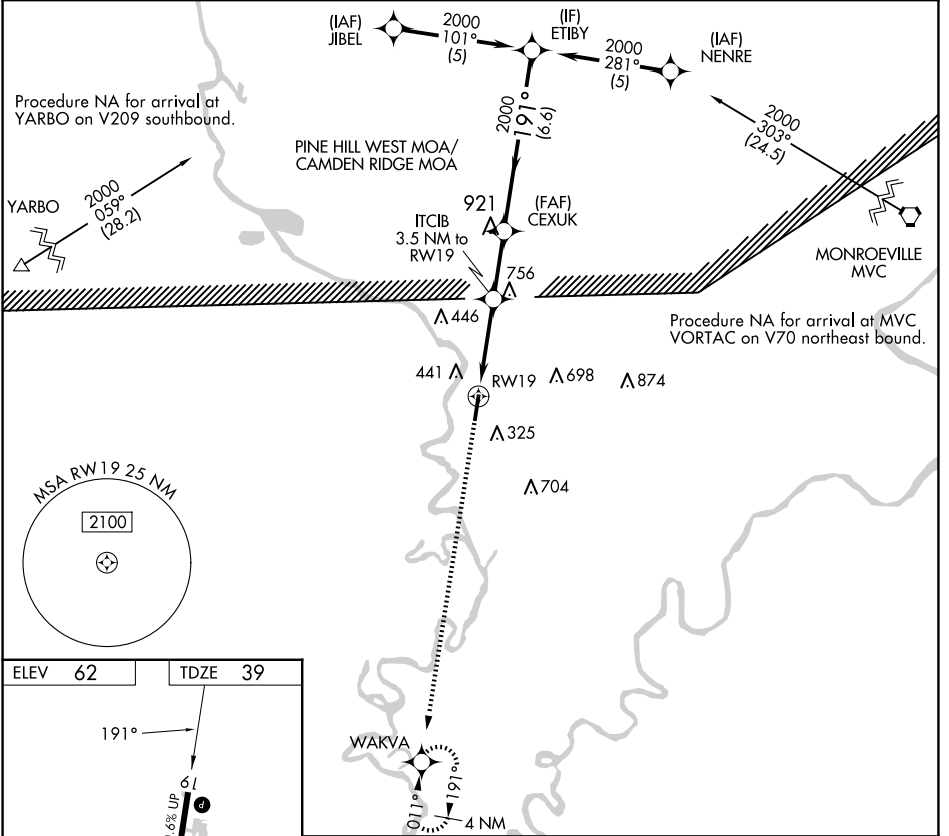 (IAF)
JIBEL
2000
101°
(5)
(IF)
ETIBY
2000
281°
(5)
(IAF)
NENRE
Procedure NA for arrival at
YARBO on V209 southbound.
2000
191°
(6.6)
2000
303°
(24.5)
PINE HILL WEST MOA/
CAMDEN RIDGE MOA
YARBO
2000
059°
(28.2)
921
(FAF)
CEXUK
ITCIB
3.5 NM to
RW19
MONROEVILLE
MVC
756
446
Procedure NA for arrival at MVC
VORTAC on V70 northeast bound.
441
RW19
698
874
325
704
MSA RW19 25 NM
2100
ELEV 62
TDZE 39
191°
19
P
WAKVA
011°
191°
4 NM